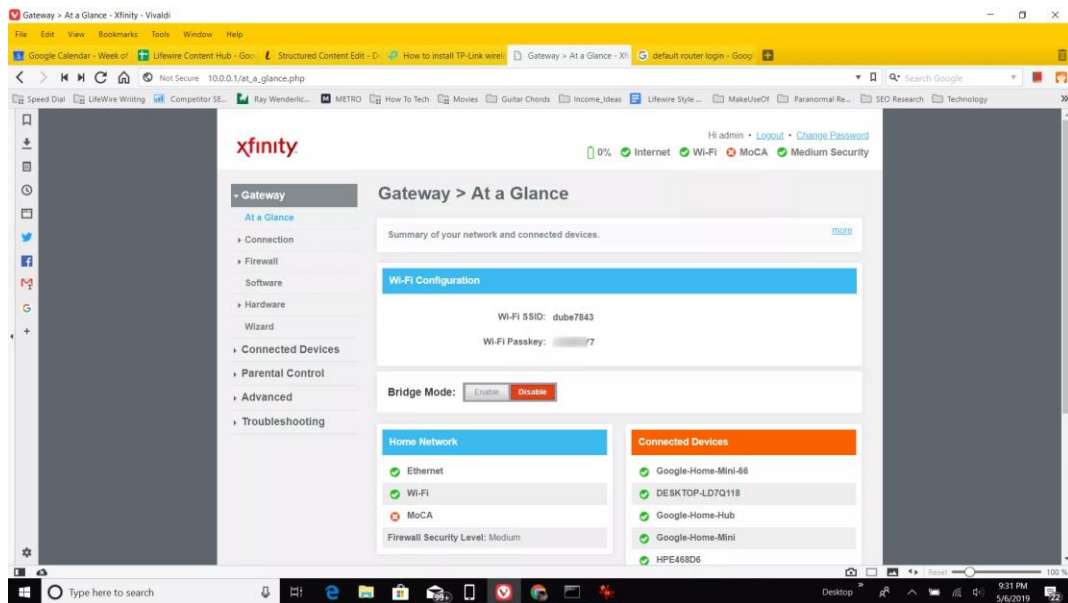 Gateway > At a Glance - Xfinity - Vivaldi
File Edit View Bookmarks Tools Window Help
Google Calendar - Week of
Lifewire Content Hub - Goo
Structured Content Edit - D
How to install TP-Link wirel
Gateway > At a Glance - Xfi
default router login - Googl
Not Secure 10.0.0.1/at_a_glance.php
Search Google
Speed Dial
LifeWire Wriitng
Competitor SE...
Ray Wenderlic...
METRO
How To Tech
Movies
Guitar Chords
Income_Ideas
Lifewire Style ...
MakeUseOf
Paranormal Re...
SEO Research
Technology
xfinity
Hi admin • Logout • Change Password
0% Internet Wi-Fi MoCA Medium Security
Gateway
At a Glance
Connection
Firewall
Software
Hardware
Wizard
Connected Devices
Parental Control
Advanced
Troubleshooting
Gateway > At a Glance
Summary of your network and connected devices. more
Wi-Fi Configuration
Wi-Fi SSID: dube7843
Wi-Fi Passkey:
Bridge Mode: Enable Disable
Home Network
Ethernet
Wi-Fi
MoCA
Firewall Security Level: Medium
Connected Devices
Google-Home-Mini-66
DESKTOP-LD7Q118
Google-Home-Hub
Google-Home-Mini
HPE468D6
Reset 100 %
Type here to search
99+
Desktop
9:31 PM
5/6/2019
22